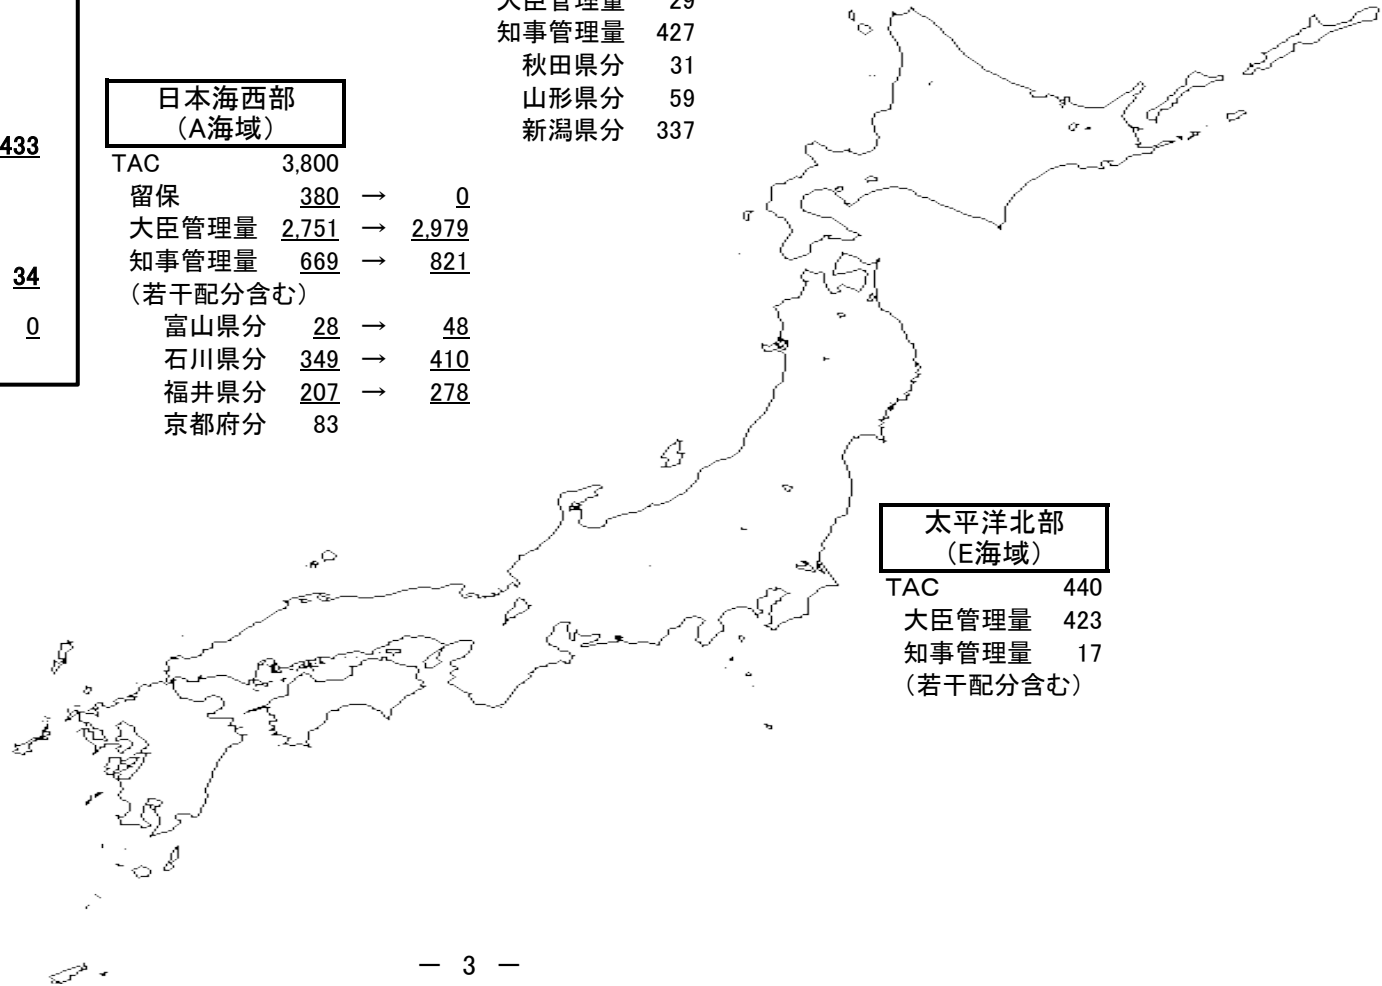 433
34
0
大臣管理量 29
知事管理量 427
秋田県分 31
山形県分 59
新潟県分 337
日本海西部
（A海域）
TAC 3,800
留保 380 → 0
大臣管理量 2,751 → 2,979
知事管理量 669 → 821
（若干配分含む）
富山県分 28 → 48
石川県分 349 → 410
福井県分 207 → 278
京都府分 83
太平洋北部
（E海域）
TAC 440
大臣管理量 423
知事管理量 17
（若干配分含む）
－ 3 －